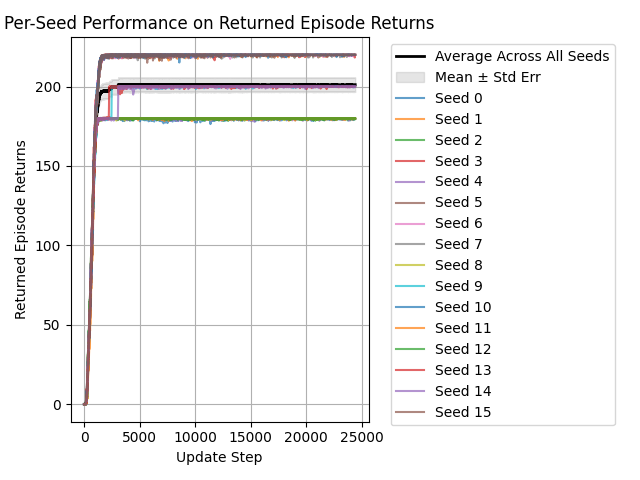 Per-Seed Performance on Returned Episode Returns
Returned Episode Returns
200
150
100
50
0
0 5000 10000 15000 20000 25000
Update Step
Average Across All Seeds
Mean ± Std Err
Seed 0
Seed 1
Seed 2
Seed 3
Seed 4
Seed 5
Seed 6
Seed 7
Seed 8
Seed 9
Seed 10
Seed 11
Seed 12
Seed 13
Seed 14
Seed 15